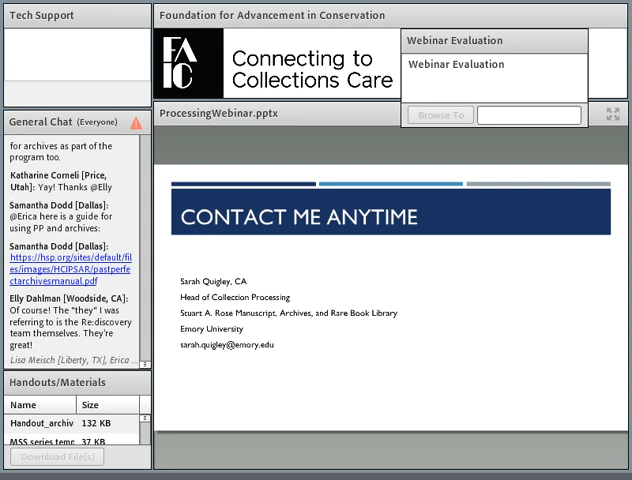 Tech Support
General Chat (Everyone)
for archives as part of the
program too.
Katharine Corneli [Price,
Utah]: Yay! Thanks @Elly
Samantha Dodd [Dallas]:
@Erica here is a guide for
using PP and archives:
Samantha Dodd [Dallas]:
https://hsp.org/sites/default/fil
es/images/HCIPSAR/pastperfe
ctarchivesmanual.pdf
Elly Dahlman [Woodside, CA]:
Of course! The "they" I was
referring to is the Re:discovery
team themselves. They're
great!
Lisa Meisch [Liberty, TX], Erica ...
Handouts/Materials
Name Size
Handout_archiv 132 KB
MSS series temp 37 KB
Download File(s)
Foundation for Advancement in Conservation
FAIC
Connecting to
Collections Care
Webinar Evaluation
Webinar Evaluation
Browse To
ProcessingWebinar.pptx
CONTACT ME ANYTIME
Sarah Quigley, CA
Head of Collection Processing
Stuart A. Rose Manuscript, Archives, and Rare Book Library
Emory University
sarah.quigley@emory.edu